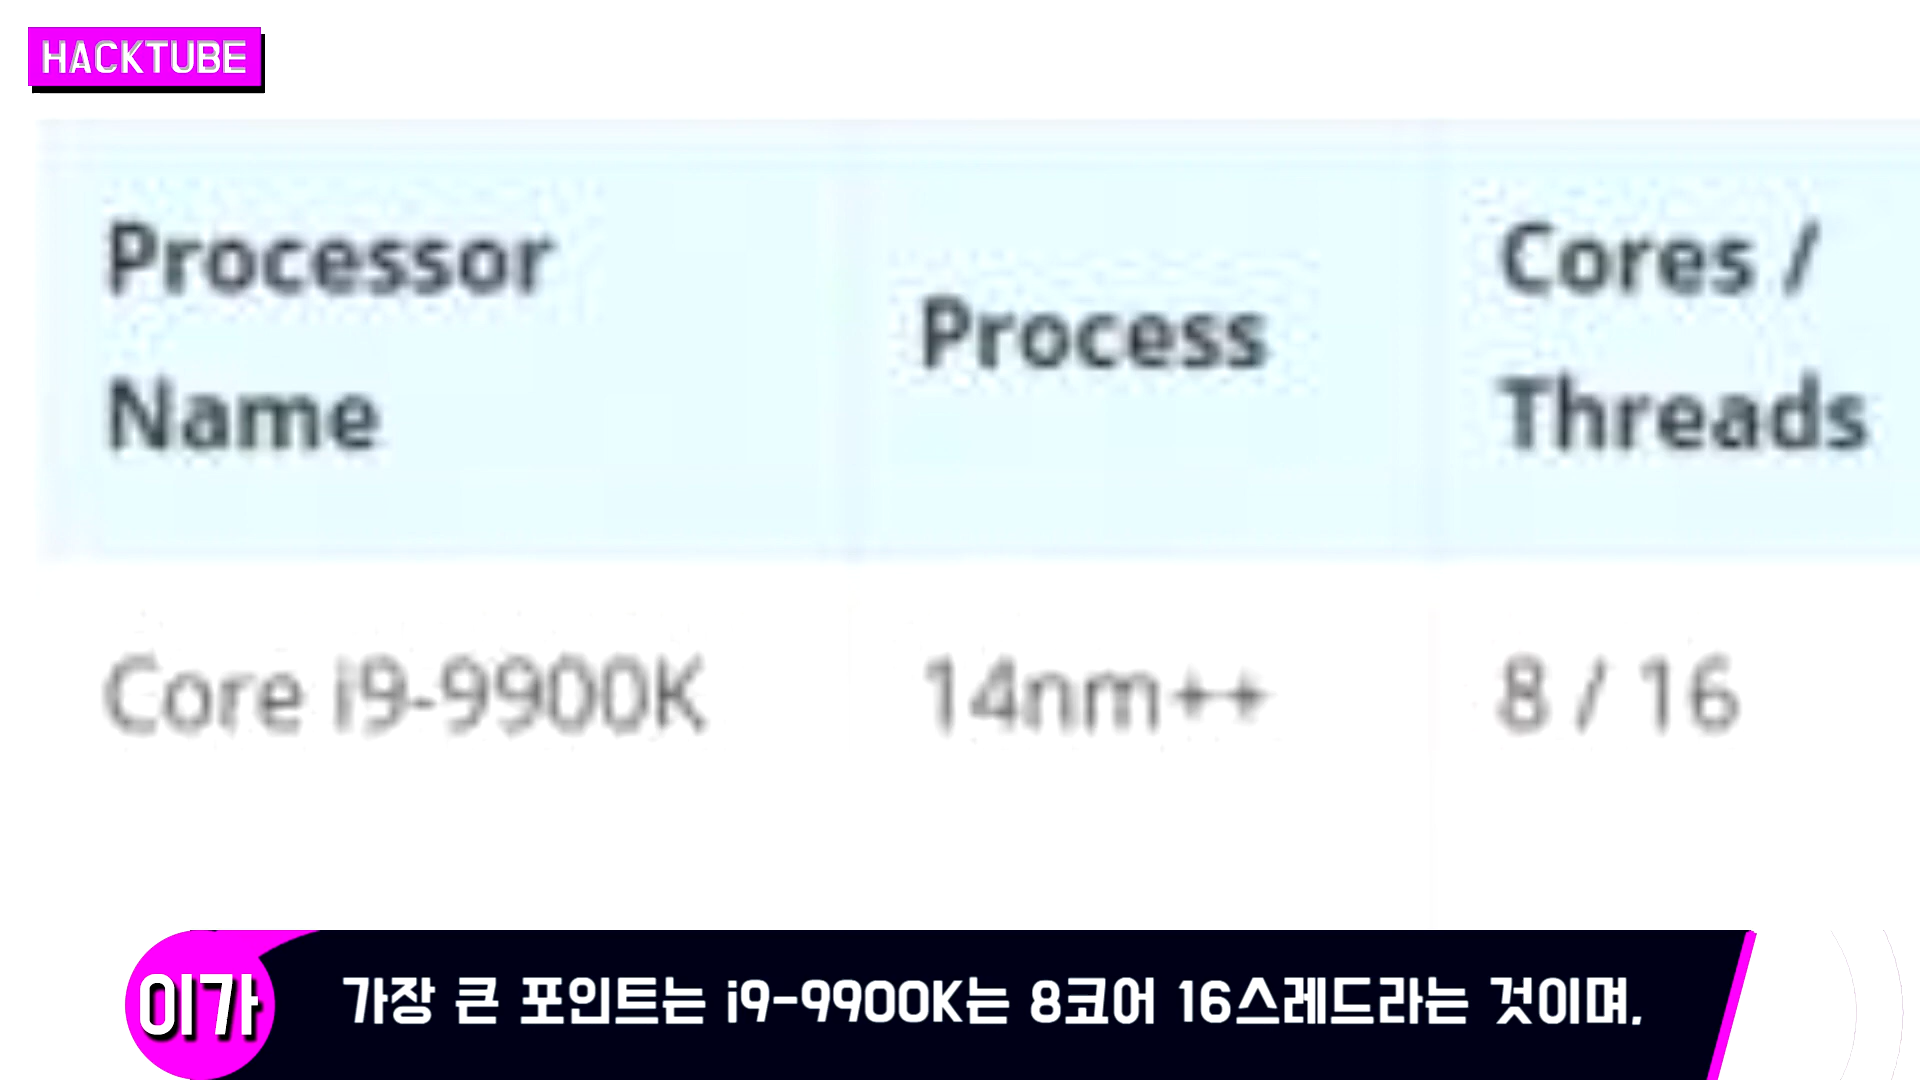 HACKTUBE
Processor
Name
Process
Cores /
Threads
Core i9-9900K
14nm++
8 / 16
이가
가장 큰 포인트는 i9-9900K는 8코어 16스레드라는 것이며,